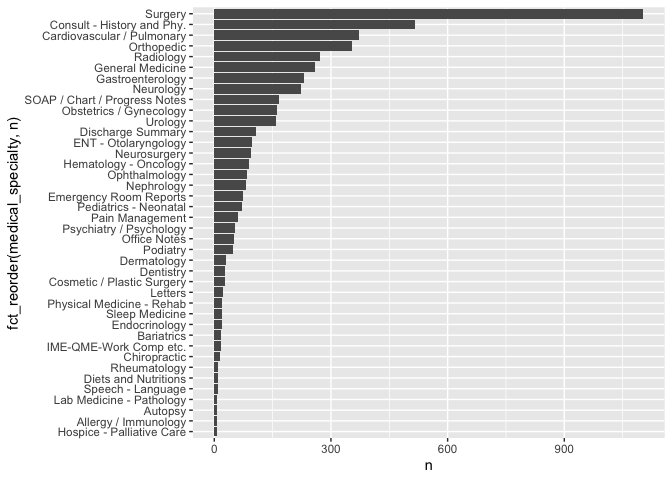 Surgery
Consult - History and Phy.
Cardiovascular / Pulmonary
Orthopedic
Radiology
General Medicine
Gastroenterology
Neurology
SOAP / Chart / Progress Notes
Obstetrics / Gynecology
Urology
Discharge Summary
ENT - Otolaryngology
Neurosurgery
Hematology - Oncology
Ophthalmology
Nephrology
Emergency Room Reports
Pediatrics - Neonatal
Pain Management
Psychiatry / Psychology
Office Notes
Podiatry
Dermatology
Dentistry
Cosmetic / Plastic Surgery
Letters
Physical Medicine - Rehab
Sleep Medicine
Endocrinology
Bariatrics
IME-QME-Work Comp etc.
Chiropractic
Rheumatology
Diets and Nutritions
Speech - Language
Lab Medicine - Pathology
Autopsy
Allergy / Immunology
Hospice - Palliative Care
fct_reorder(medical_specialty, n)
0 300 600 900
n